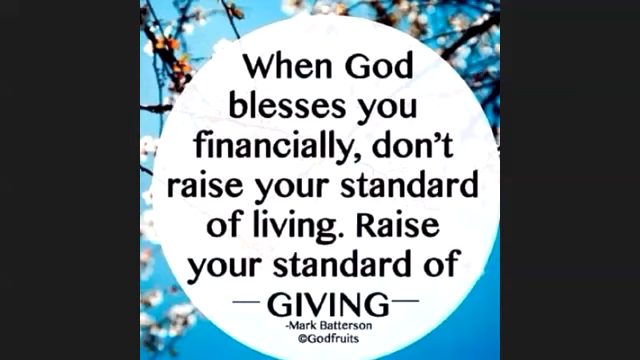 When God
blesses you
financially, don't
raise your standard
of living. Raise
your standard of
GIVING
-Mark Batterson
©Godfruits